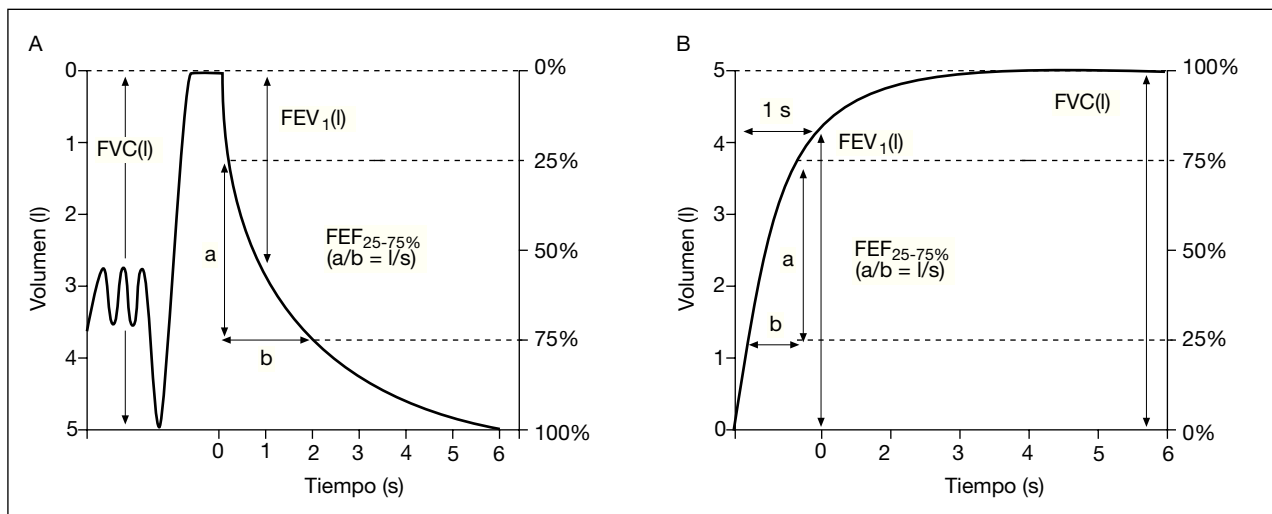 A
0
1
2
3
4
5
Volumen (l)
FVC(l)
FEV1(l)
a
b
FEF25-75%
(a/b = l/s)
0%
25%
50%
75%
100%
0 1 2 3 4 5 6
Tiempo (s)
B
5
4
3
2
1
0
Volumen (l)
1 s
FEV1(l)
FVC(l)
a
b
FEF25-75%
(a/b = l/s)
100%
75%
50%
25%
0%
0 2 3 4 5 6
Tiempo (s)